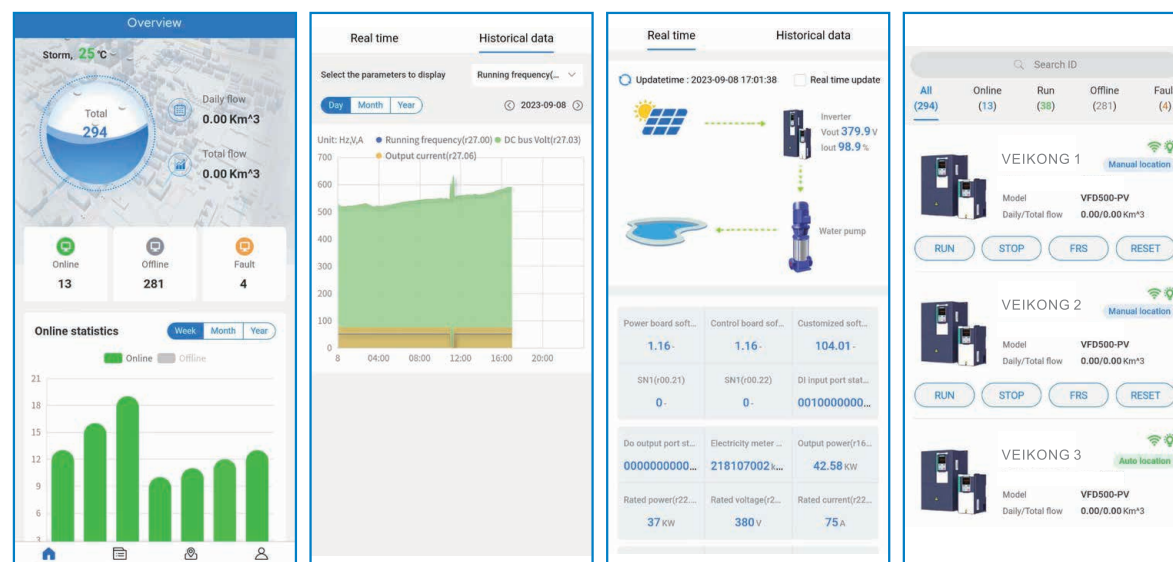 Overview
Storm, 25 °C
Total
294
Daily flow
0.00 Km^3
Total flow
0.00 Km^3
Online
13
Offline
281
Fault
4
Online statistics
Week Month Year
Online Offline
21
18
15
12
9
6
3
Real time Historical data
Select the parameters to display Running frequency(...
Day Month Year 2023-09-08
Unit: Hz,V,A Running frequency(r27.00) DC bus Volt(r27.03)
Output current(r27.06)
700
600
500
400
300
200
100
0
8 04:00 08:00 12:00 16:00 20:00
Real time Historical data
Updatetime : 2023-09-08 17:01:38 Real time update
Inverter
Vout 379.9 V
Iout 98.9 %
Water pump
Power board soft... Control board sof... Customized soft...
1.16 - 1.16 - 104.01 -
SN1(r00.21) SN1(r00.22) DI input port stat...
0 - 0 - 0010000000...
Do output port st... Electricity meter ... Output power(r16...
0000000000... 218107002 k... 42.58 KW
Rated power(r22.... Rated voltage(r2... Rated current(r22...
37 KW 380 V 75 A
Search ID
All Online Run Offline Faul
(294) (13) (38) (281) (4)
VEIKONG 1
Manual location
Model VFD500-PV
Daily/Total flow 0.00/0.00 Km^3
RUN STOP FRS RESET
VEIKONG 2
Manual location
Model VFD500-PV
Daily/Total flow 0.00/0.00 Km^3
RUN STOP FRS RESET
VEIKONG 3
Auto location
Model VFD500-PV
Daily/Total flow 0.00/0.00 Km^3